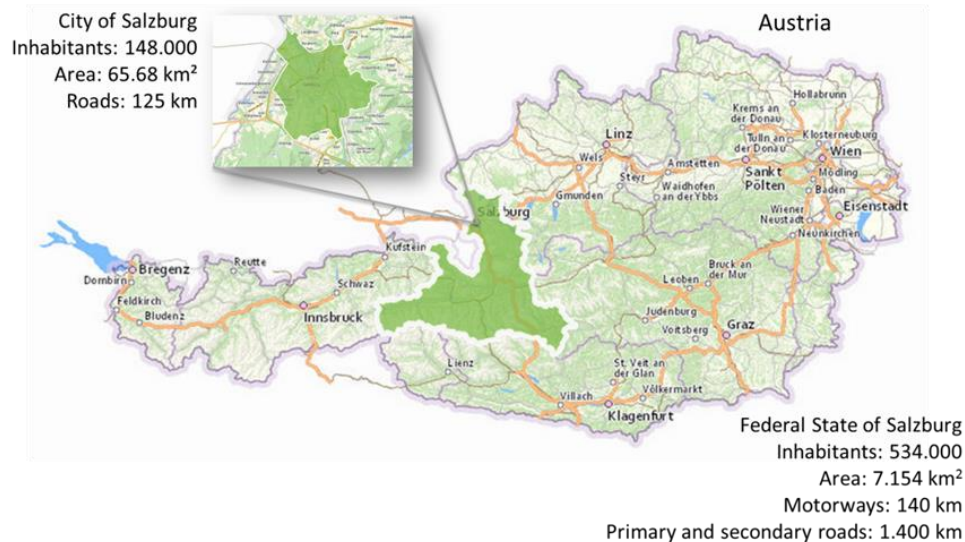 City of Salzburg
Inhabitants: 148.000
Area: 65.68 km²
Roads: 125 km
Austria
Hollabrunn
Krems an
der Donau
Tulln an
der Donau
Klosterneuburg
Linz
Wien
Wels
Amstetten
Sankt
Pölten
Mödling
Steyr
Baden
Waidhofen
an der Ybbs
Gmunden
Eisenstadt
Wiener
Neustadt
Salzburg
Neunkirchen
Kufstein
Bregenz
Reutte
Dornbirn
Bruck an
der Mur
Leoben
Schwaz
Feldkirch
Innsbruck
Judenburg
Bludenz
Graz
Voitsberg
Lienz
St. Veit an
der Glan
Völkermarkt
Villach
Klagenfurt
Federal State of Salzburg
Inhabitants: 534.000
Area: 7.154 km²
Motorways: 140 km
Primary and secondary roads: 1.400 km